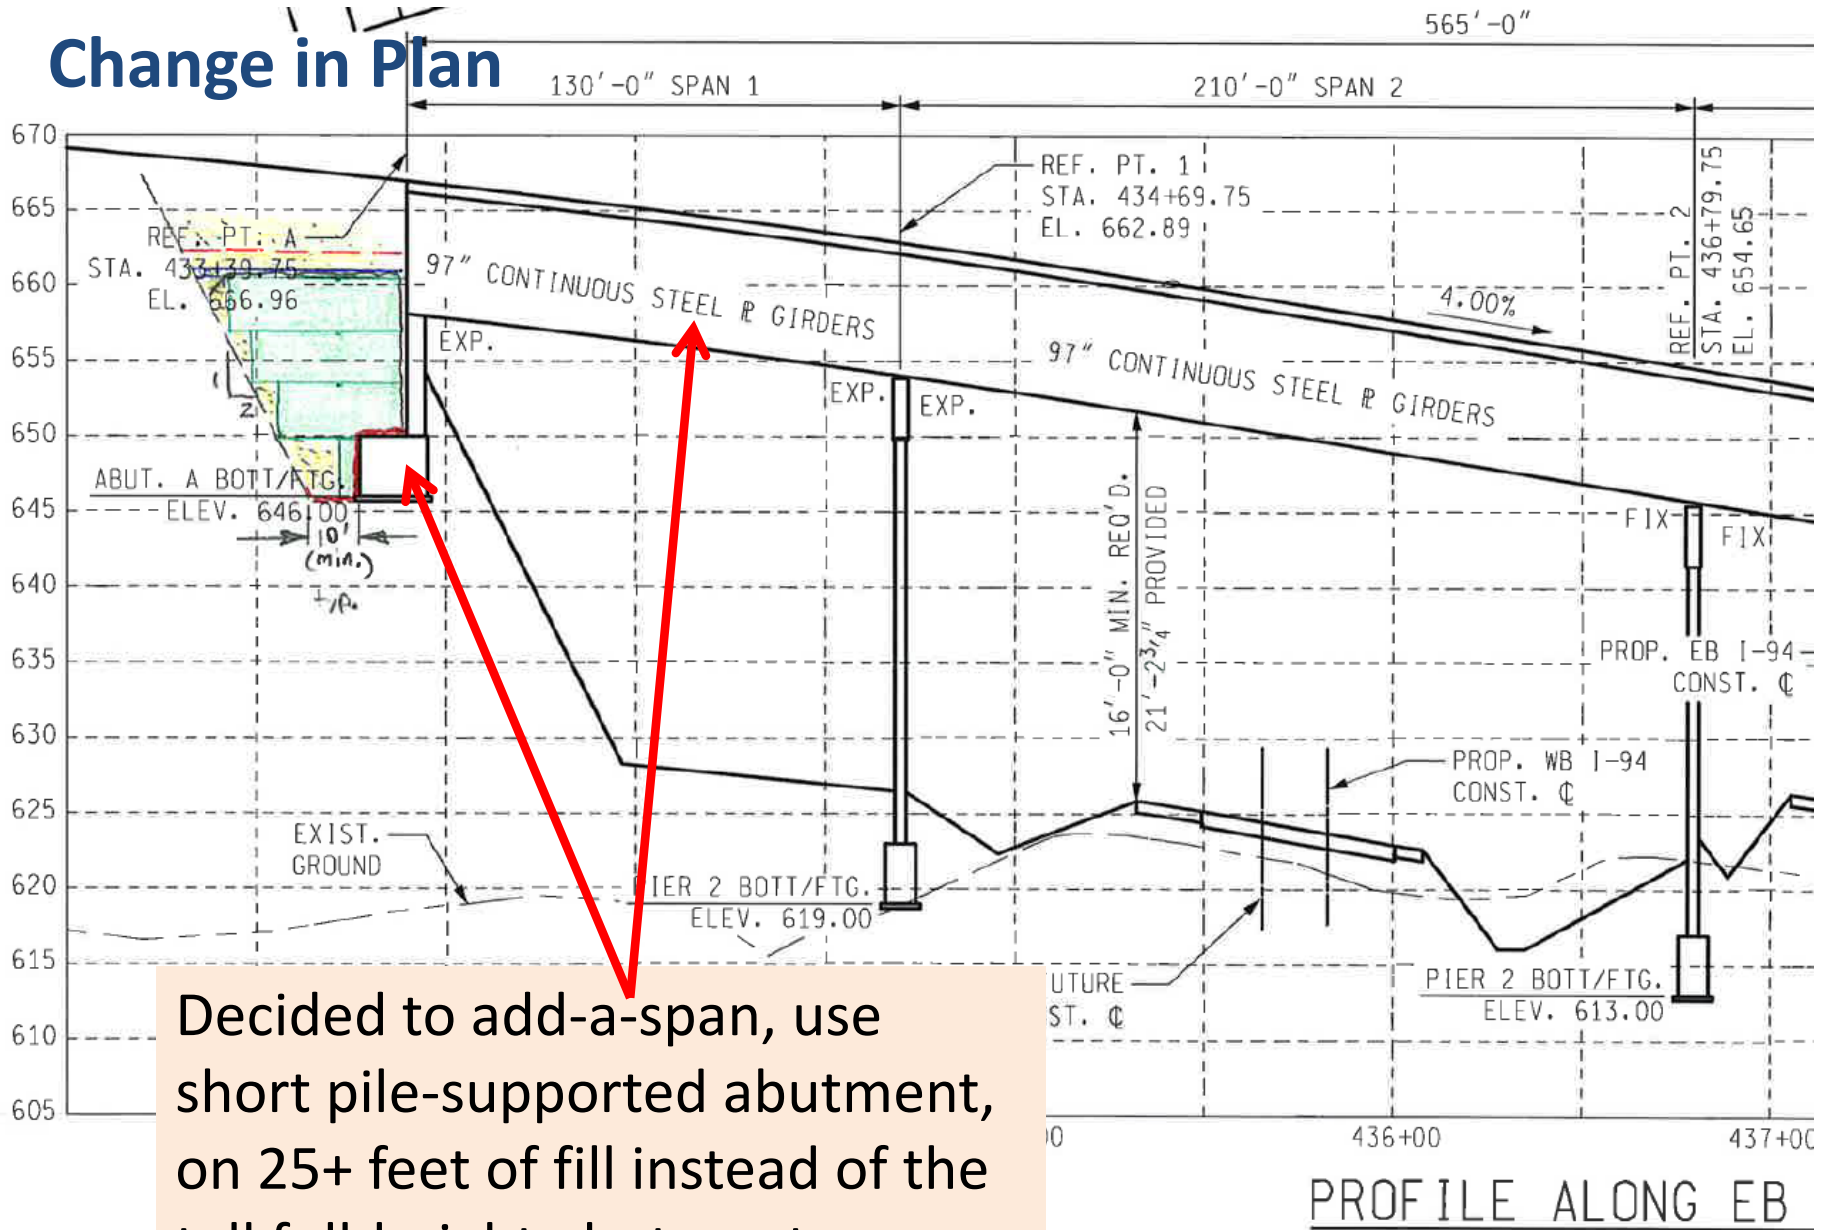 Change in Plan
565'-0"
130'-0" SPAN 1
210'-0" SPAN 2
670
665
660
655
650
645
640
635
630
625
620
615
610
605
REF. PT. A
STA. 433+39.75
EL. 666.96
REF. PT. 1
STA. 434+69.75
EL. 662.89
REF. PT. 2
STA. 436+79.75
EL. 654.65
97" CONTINUOUS STEEL ℞ GIRDERS
97" CONTINUOUS STEEL ℞ GIRDERS
4.00%
EXP.
EXP.
EXP.
FIX
FIX
1
2
ABUT. A BOTT/FTG.
ELEV. 646.00
10'
(min.)
16'-0" MIN. REQ'D.
21'-2¾" PROVIDED
PROP. EB I-94
CONST. ℄
PROP. WB I-94
CONST. ℄
EXIST.
GROUND
IER 2 BOTT/FTG.
ELEV. 619.00
UTURE
ST. ℄
PIER 2 BOTT/FTG.
ELEV. 613.00
Decided to add-a-span, use
short pile-supported abutment,
on 25+ feet of fill instead of the
00
436+00
437+00
PROFILE ALONG EB